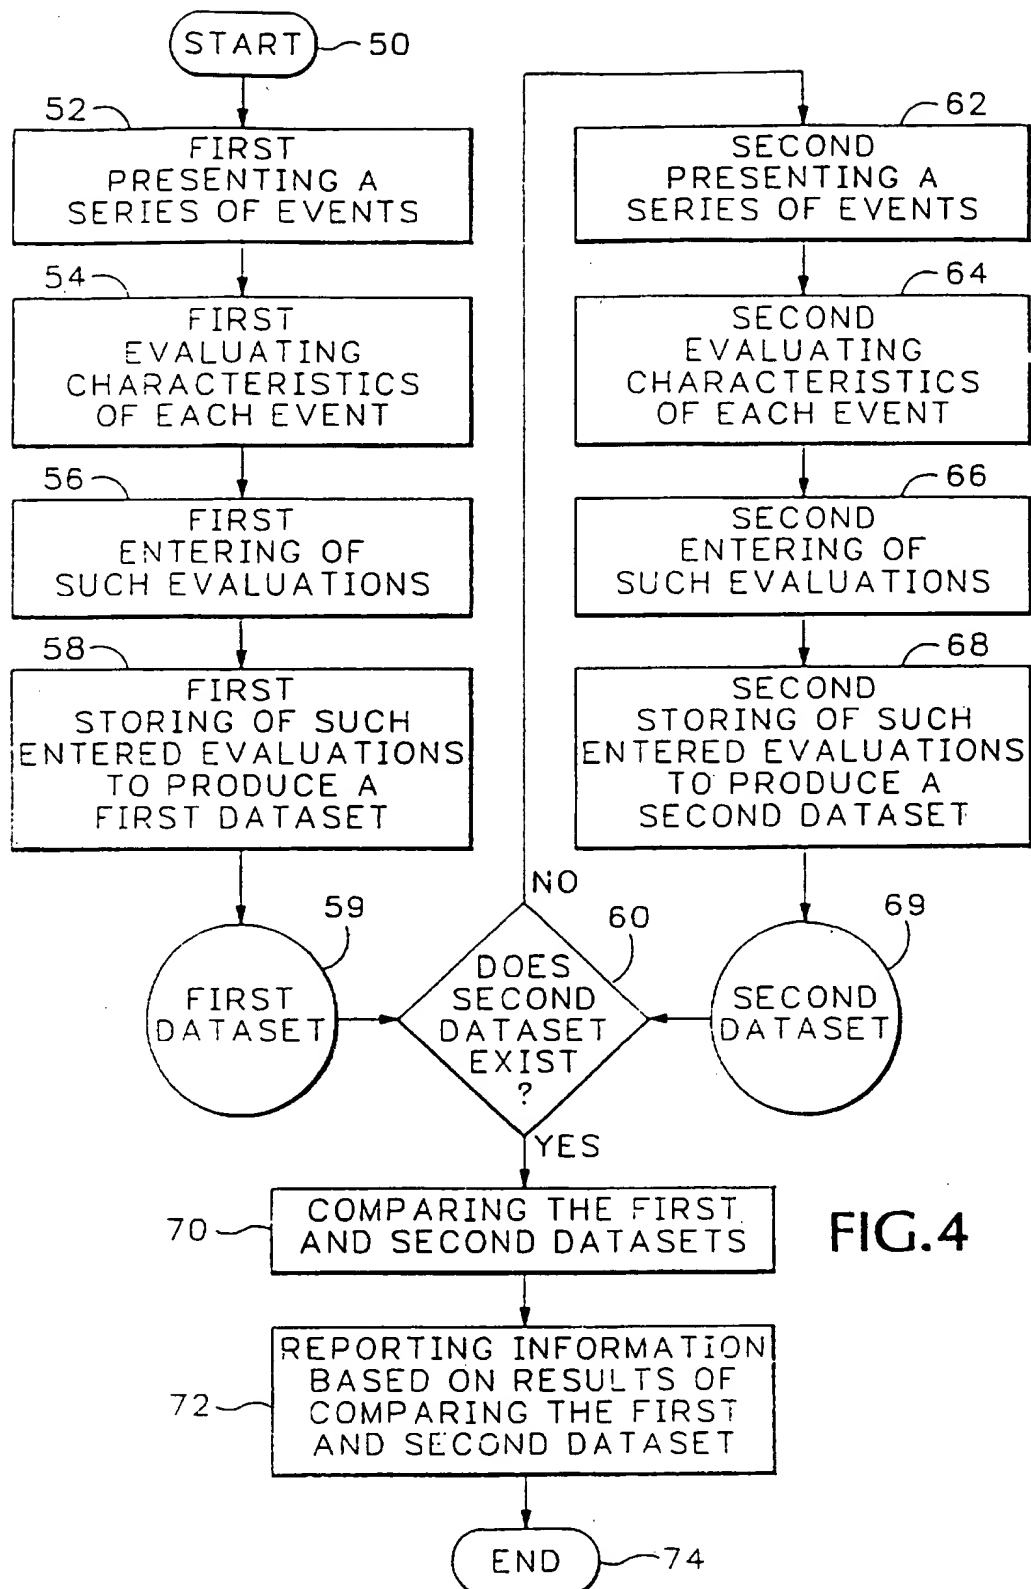 START
50
52
FIRST
PRESENTING A
SERIES OF EVENTS
54
FIRST
EVALUATING
CHARACTERISTICS
OF EACH EVENT
56
FIRST
ENTERING OF
SUCH EVALUATIONS
58
FIRST
STORING OF SUCH
ENTERED EVALUATIONS
TO PRODUCE A
FIRST DATASET
59
FIRST
DATASET
62
SECOND
PRESENTING A
SERIES OF EVENTS
64
SECOND
EVALUATING
CHARACTERISTICS
OF EACH EVENT
66
SECOND
ENTERING OF
SUCH EVALUATIONS
68
SECOND
STORING OF SUCH
ENTERED EVALUATIONS
TO PRODUCE A
SECOND DATASET
69
SECOND
DATASET
NO
60
DOES
SECOND
DATASET
EXIST
?
YES
70
COMPARING THE FIRST
AND SECOND DATASETS
FIG.4
72
REPORTING INFORMATION
BASED ON RESULTS OF
COMPARING THE FIRST
AND SECOND DATASET
END
74